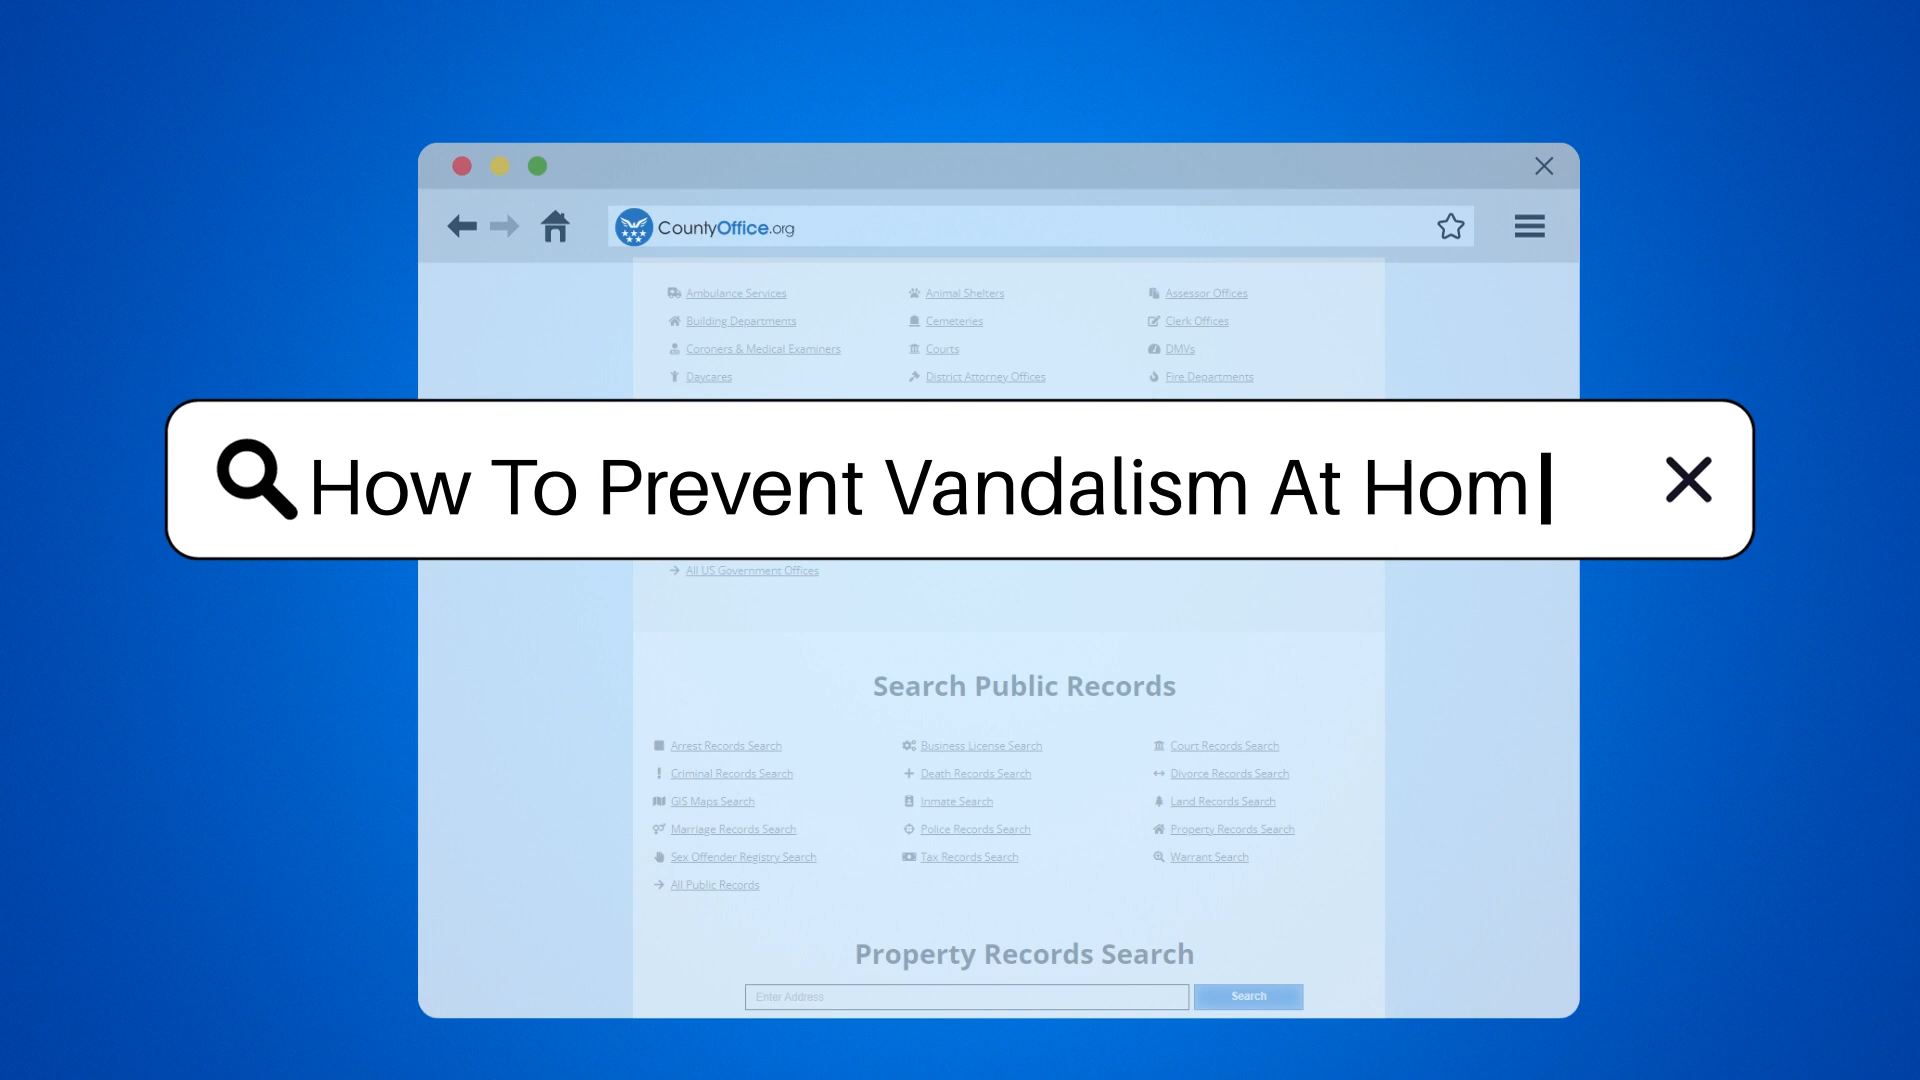 CountyOffice.org
Ambulance Services Animal Shelters Assessor Offices
Building Departments Cemeteries Clerk Offices
Coroners & Medical Examiners Courts DMVs
Daycares District Attorney Offices Fire Departments
How To Prevent Vandalism At Hom
All US Government Offices
Search Public Records
Arrest Records Search Business License Search Court Records Search
Criminal Records Search Death Records Search Divorce Records Search
GIS Maps Search Inmate Search Land Records Search
Marriage Records Search Police Records Search Property Records Search
Sex Offender Registry Search Tax Records Search Warrant Search
All Public Records
Property Records Search
Enter Address Search